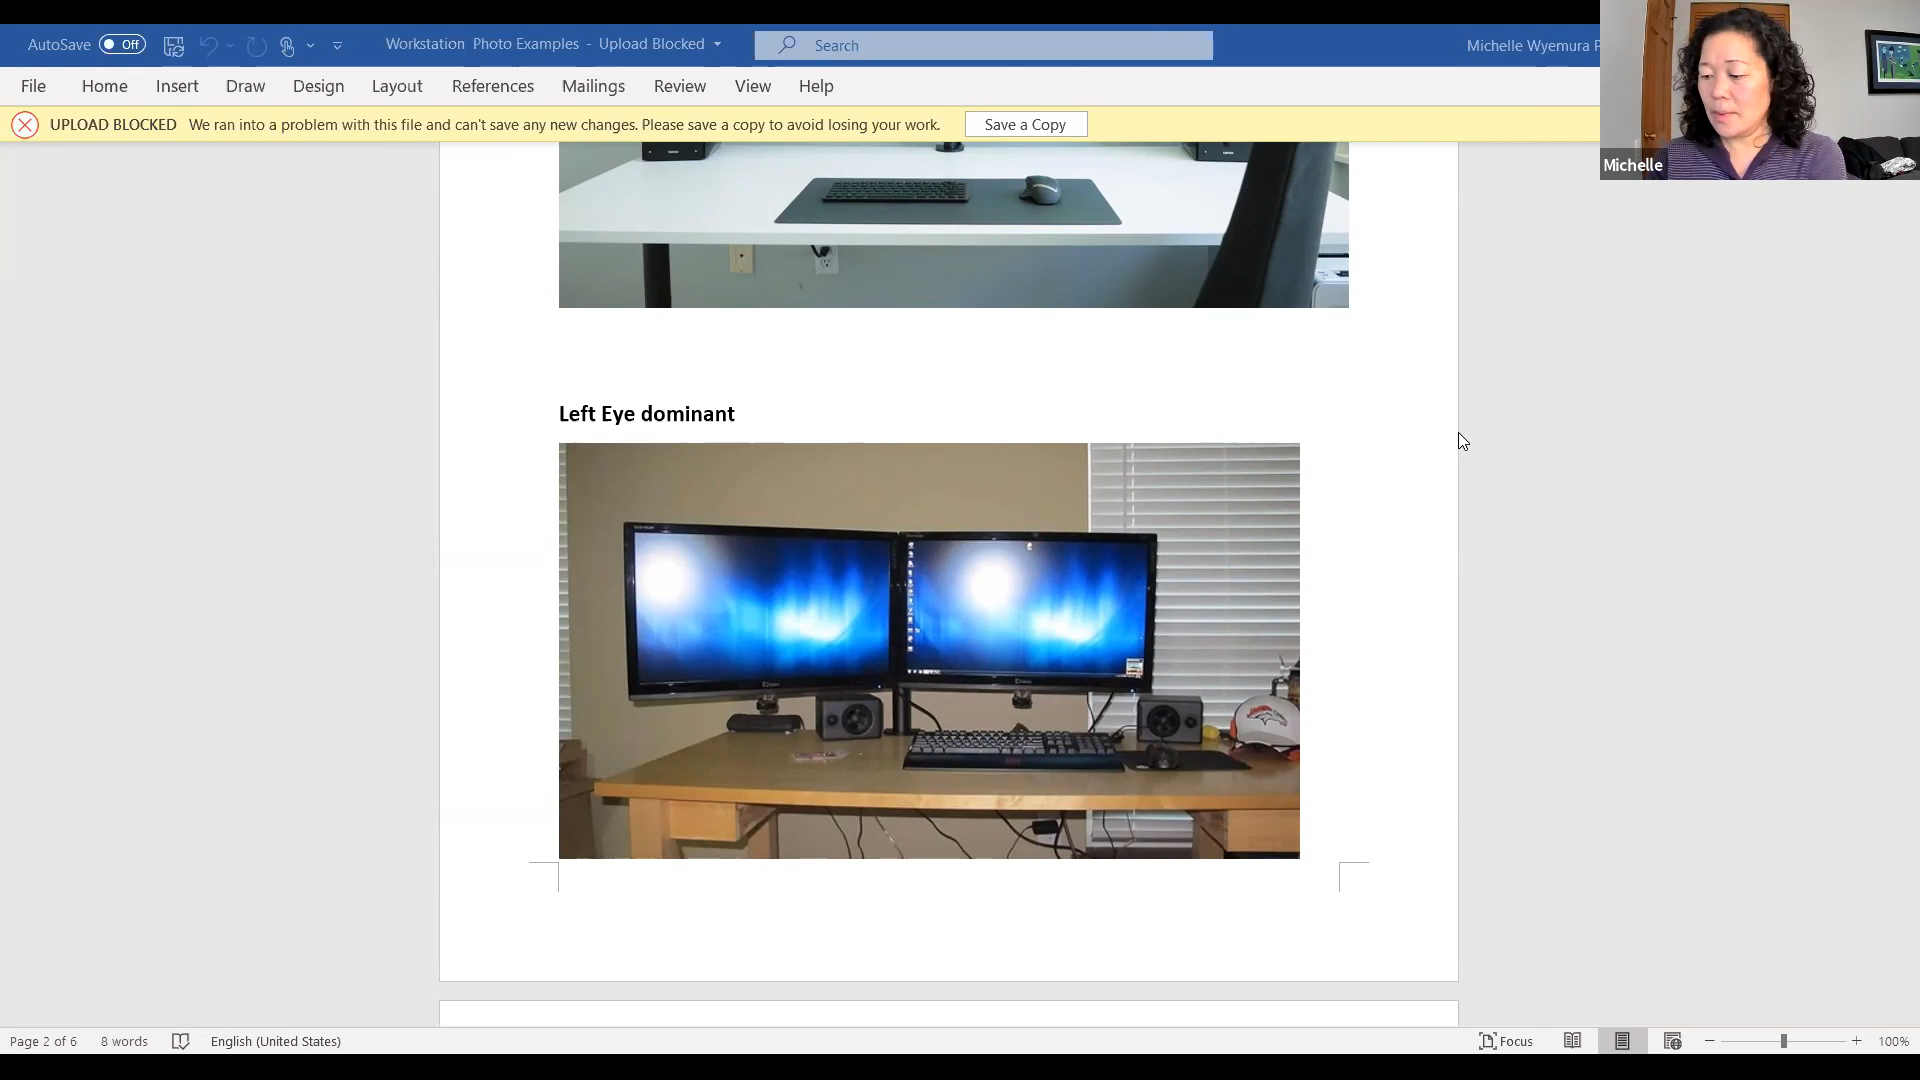 AutoSave Off Workstation Photo Examples - Upload Blocked Search Michelle Wyemura P
File Home Insert Draw Design Layout References Mailings Review View Help
UPLOAD BLOCKED We ran into a problem with this file and can't save any new changes. Please save a copy to avoid losing your work. Save a Copy
Michelle
Left Eye dominant
Page 2 of 6 8 words English (United States) Focus 100%